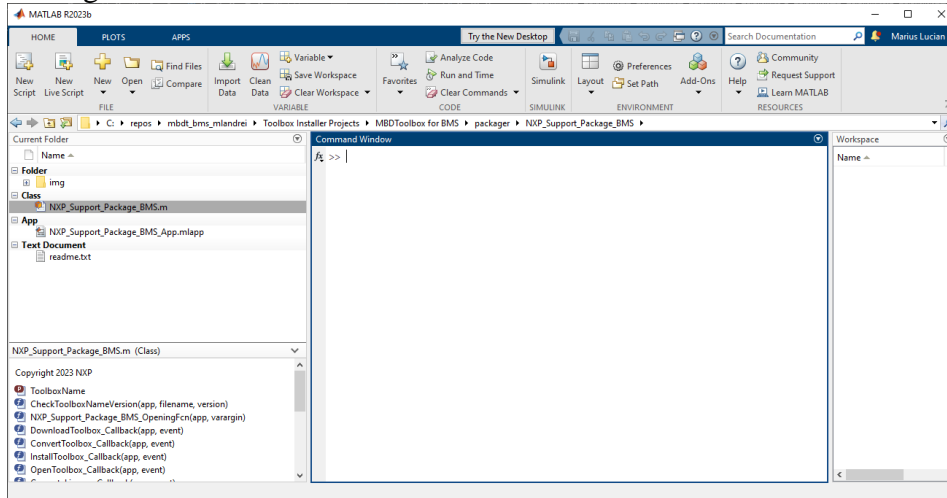 MATLAB R2023b
HOME PLOTS APPS Try the New Desktop Search Documentation Marius Lucian
New Script New Live Script New Open Find Files Compare Import Data Clean Data Variable Save Workspace Clear Workspace Favorites Analyze Code Run and Time Clear Commands Simulink Layout Preferences Set Path Add-Ons Help Community Request Support Learn MATLAB
FILE VARIABLE CODE SIMULINK ENVIRONMENT RESOURCES
C: repos mbdt_bms_mlandrei Toolbox Installer Projects MBDToolbox for BMS packager NXP_Support_Package_BMS
Current Folder Command Window Workspace
Name fx >> Name
Folder
img
Class
NXP_Support_Package_BMS.m
App
NXP_Support_Package_BMS_App.mlapp
Text Document
readme.txt
NXP_Support_Package_BMS.m (Class)
Copyright 2023 NXP
ToolboxName
CheckToolboxNameVersion(app, filename, version)
NXP_Support_Package_BMS_OpeningFcn(app, varargin)
DownloadToolbox_Callback(app, event)
ConvertToolbox_Callback(app, event)
InstallToolbox_Callback(app, event)
OpenToolbox_Callback(app, event)